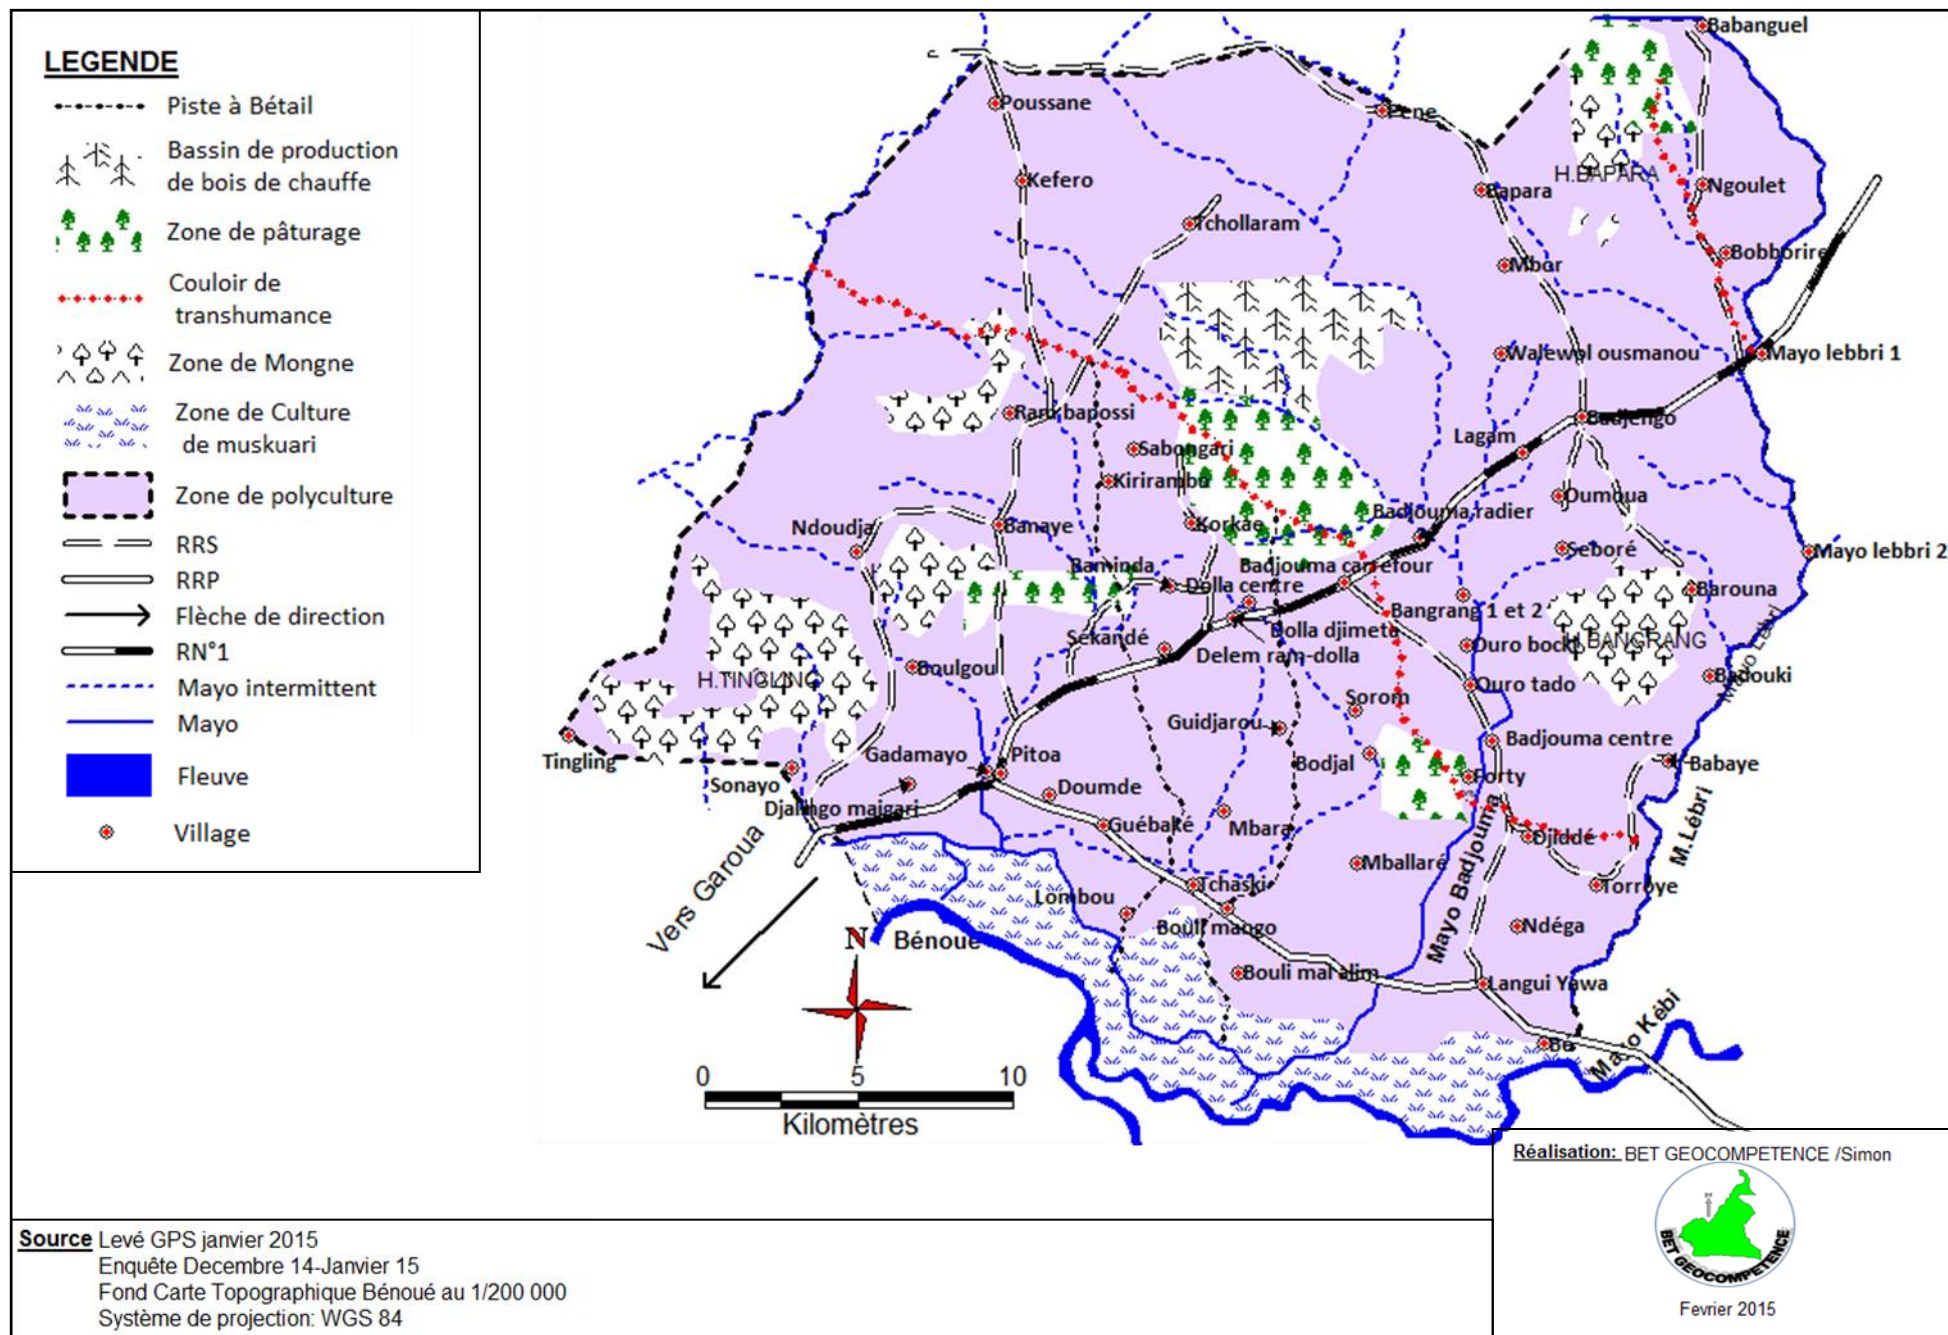 LEGENDE
Piste à Bétail
Bassin de production
de bois de chauffe
Zone de pâturage
Couloir de
transhumance
Zone de Mongne
Zone de Culture
de muskuari
Zone de polyculture
RRS
RRP
Flèche de direction
RN°1
Mayo intermittent
Mayo
Fleuve
Village
Babanguel
Poussane
Pene
Kefero
H.BAPARA
Ngoulet
Bapara
Tchollaram
Bobborire
Mbor
Walewol ousmanou
Mayo lebbri 1
Ram bapossi
Badjengo
Lagam
Sabongari
Kirirambo
Oumoua
Ndoudja
Banaye
Korkae
Badjouma radier
Seboré
Mayo lebbri 2
Baminda
Badjouma carrefour
Dolla centre
Barouna
Bangrang 1 et 2
Dolla djimeta
Sekandé
Delem ram-dolla
Ouro bocki
H.BANGRANG
Mayo Lébri
Boulgou
H.TINGLING
Ouro tado
Badouki
Sorom
Guidjarou
Tingling
Gadamayo
Pitoa
Badjouma centre
Bodjal
Babaye
Sonayo
Doumde
Forty
Djalingo maigari
Guébaké
Mbara
Djiddé
M.Lébri
Mballaré
Mayo Badjouma
Vers Garoua
Lombou
Tchaski
Torroye
Bouli mango
Ndéga
N
Bénoué
Bouli mal alim
Langui Yawa
Be
Mayo Kébi
0 5 10
Kilomètres
Réalisation: BET GEOCOMPETENCE /Simon
BET GEOCOMPETENCE
Fevrier 2015
Source Levé GPS janvier 2015
Enquête Decembre 14-Janvier 15
Fond Carte Topographique Bénoué au 1/200 000
Système de projection: WGS 84